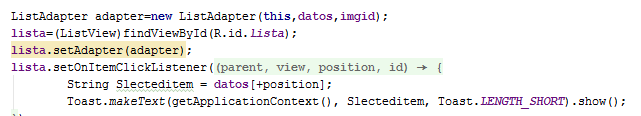 ListAdapter adapter=new ListAdapter(this,datos,imgid);
lista=(ListView)findViewById(R.id.Lista);
lista.setAdapter(adapter);
lista.setOnItemClickListener((parent, view, position, id) → {
String Slecteditem = datos[+position];
Toast.makeText(getApplicationContext(), Slecteditem, Toast.LENGTH_SHORT).show();